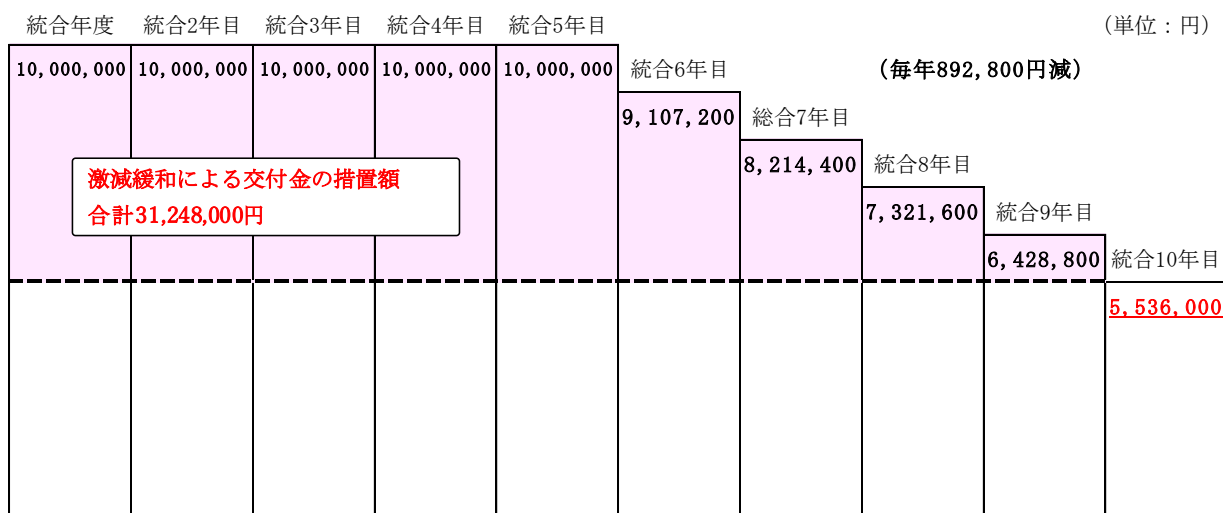 統合年度 統合2年目 統合3年目 統合4年目 統合5年目 (単位：円)
10,000,000 10,000,000 10,000,000 10,000,000 10,000,000 統合6年目 (毎年892,800円減)
9,107,200 総合7年目
8,214,400 統合8年目
激減緩和による交付金の措置額
合計31,248,000円
7,321,600 統合9年目
6,428,800 統合10年目
5,536,000